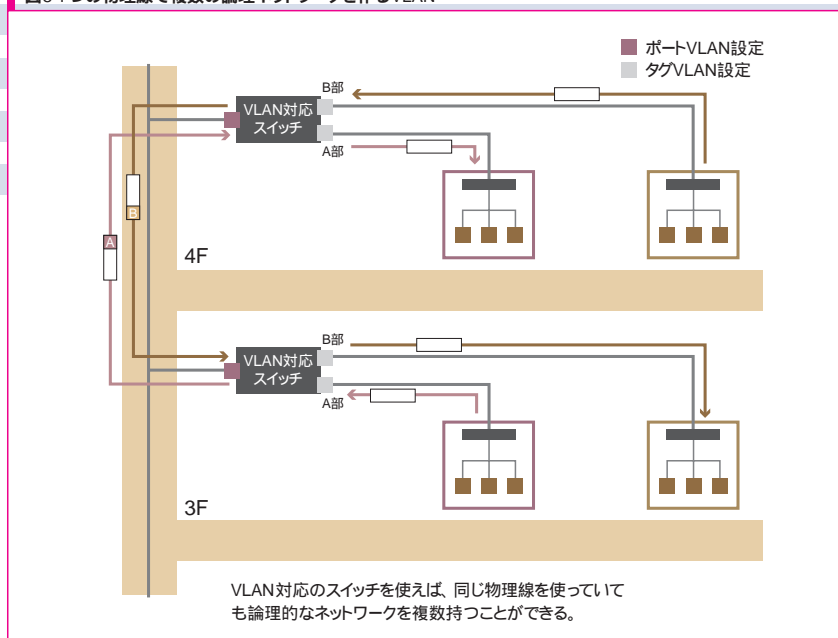 ポートVLAN設定
タグVLAN設定
B部
VLAN対応
スイッチ
A部
B
A
4F
B部
VLAN対応
スイッチ
A部
3F
VLAN対応のスイッチを使えば、同じ物理線を使っていて
も論理的なネットワークを複数持つことができる。